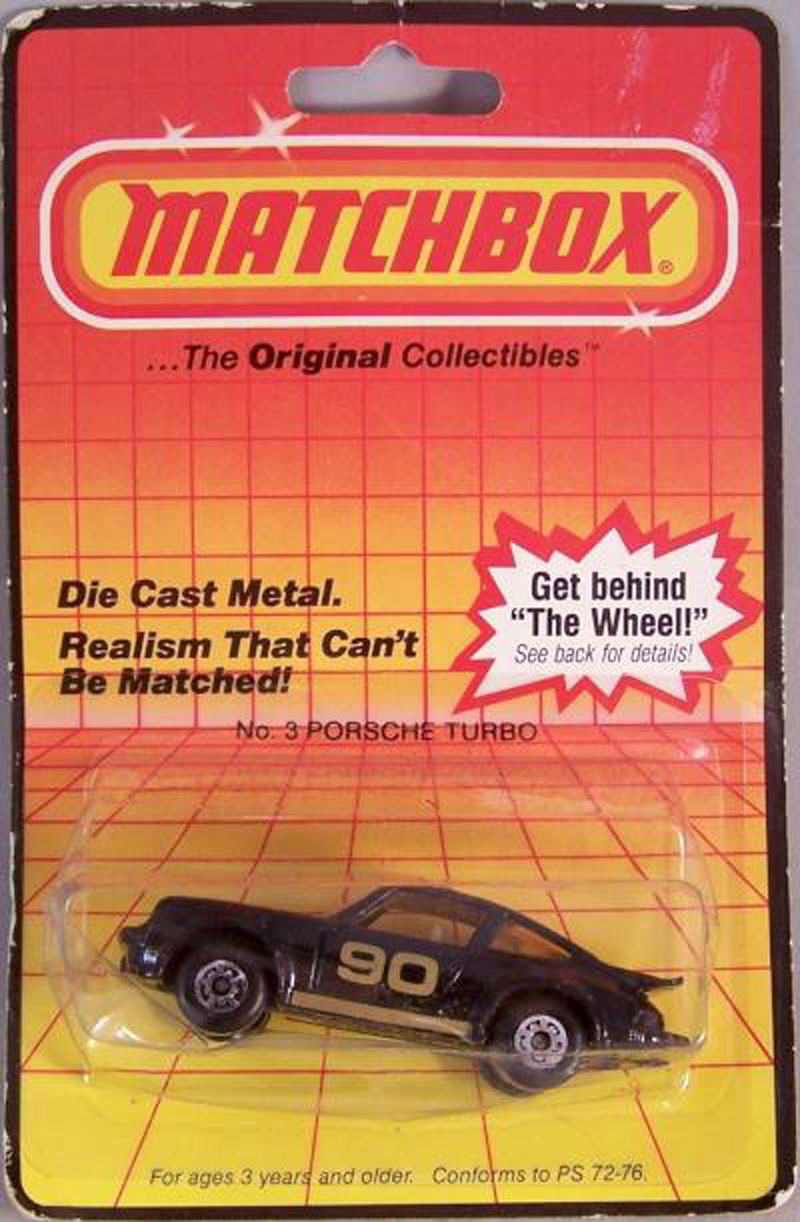 MATCHBOX®
...The Original Collectibles™
Die Cast Metal.
Realism That Can't
Be Matched!
Get behind
"The Wheel!"
See back for details!
No. 3 PORSCHE TURBO
90
For ages 3 years and older. Conforms to PS 72-76.